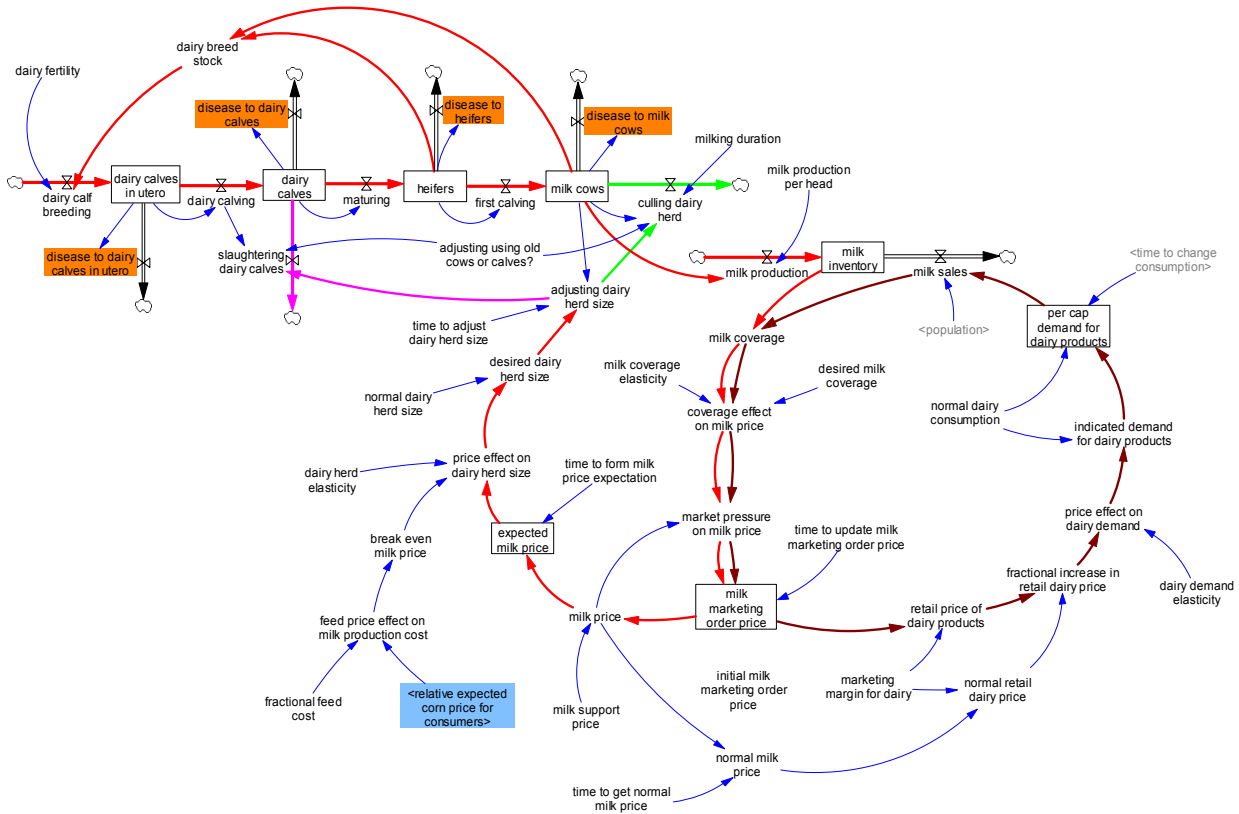 dairy breed
stock
dairy fertility
disease to dairy
calves
disease to
heifers
disease to milk
cows
milking duration
dairy calves
in utero
dairy
calves
heifers
milk cows
dairy calf
breeding
dairy calving
maturing
first calving
culling dairy
herd
milk production
per head
disease to dairy
calves in utero
slaughtering
dairy calves
adjusting using old
cows or calves?
milk production
milk
inventory
milk sales
<time to change
consumption>
adjusting dairy
herd size
<population>
per cap
demand for
dairy products
time to adjust
dairy herd size
milk coverage
desired dairy
herd size
milk coverage
elasticity
desired milk
coverage
normal dairy
herd size
coverage effect
on milk price
normal dairy
consumption
indicated demand
for dairy products
dairy herd
elasticity
price effect on
dairy herd size
time to form milk
price expectation
market pressure
on milk price
price effect on
dairy demand
break even
milk price
expected
milk price
time to update milk
marketing order price
fractional increase in
retail dairy price
dairy demand
elasticity
milk
marketing
order price
feed price effect on
milk production cost
milk price
retail price of
dairy products
fractional feed
cost
<relative expected
corn price for
consumers>
milk support
price
initial milk
marketing order
price
marketing
margin for dairy
normal retail
dairy price
normal milk
price
time to get normal
milk price